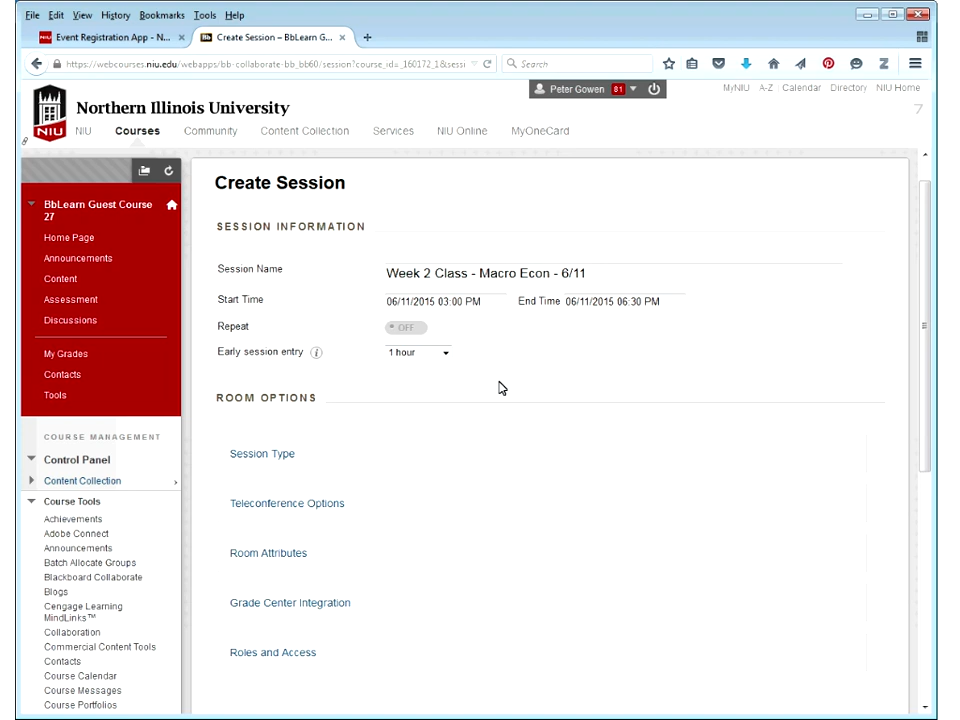 File Edit View History Bookmarks Tools Help
NIU Event Registration App - N... × Bb Create Session – BbLearn G... × +
https://webcourses.niu.edu/webapps/bb-collaborate-bb_bb60/session?course_id=_160172_1&sessi Search
Peter Gowen 81
MyNIU A-Z Calendar Directory NIU Home
Northern Illinois University
7
NIU
NIU Courses Community Content Collection Services NIU Online MyOneCard
BbLearn Guest Course
27
Home Page
Announcements
Content
Assessment
Discussions
My Grades
Contacts
Tools
COURSE MANAGEMENT
Control Panel
Content Collection
Course Tools
Achievements
Adobe Connect
Announcements
Batch Allocate Groups
Blackboard Collaborate
Blogs
Cengage Learning
MindLinks™
Collaboration
Commercial Content Tools
Contacts
Course Calendar
Course Messages
Course Portfolios
Create Session
SESSION INFORMATION
Session Name Week 2 Class - Macro Econ - 6/11
Start Time 06/11/2015 03:00 PM End Time 06/11/2015 06:30 PM
Repeat OFF
Early session entry i 1 hour
ROOM OPTIONS
Session Type
Teleconference Options
Room Attributes
Grade Center Integration
Roles and Access